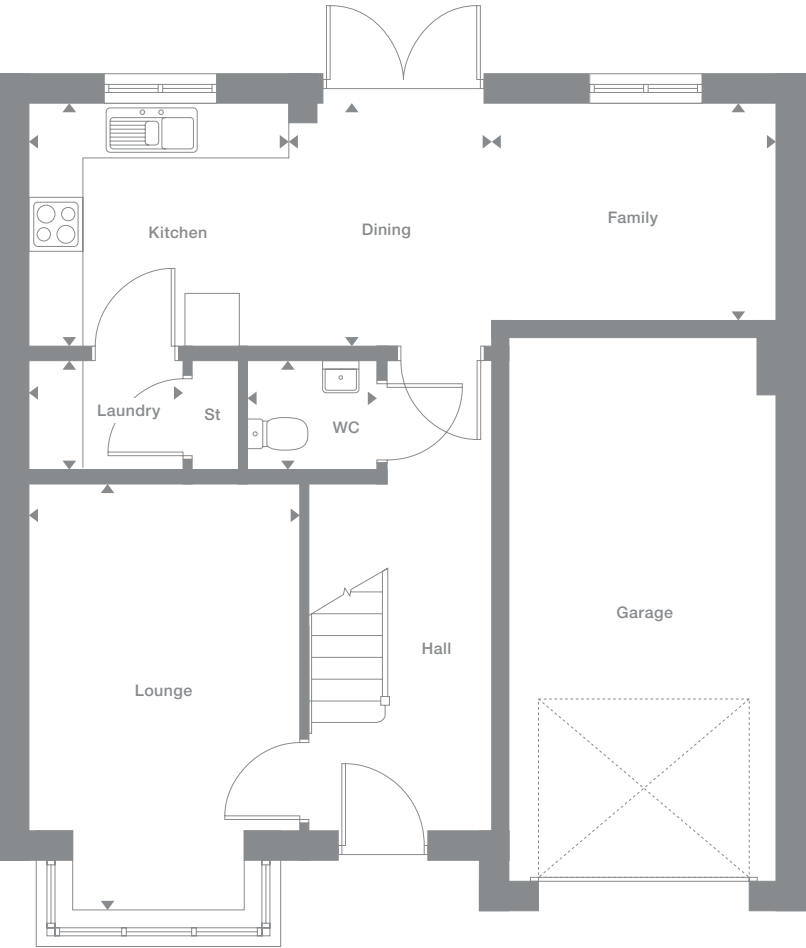 Kitchen
Dining
Family
Laundry
St
WC
Garage
Hall
Lounge